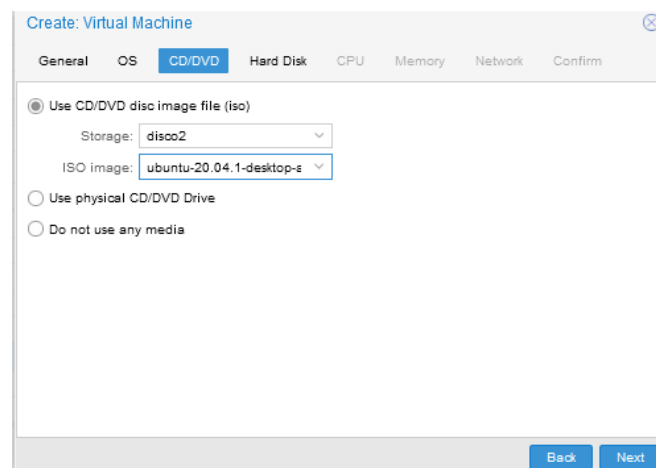 Create: Virtual Machine
General OS CD/DVD Hard Disk CPU Memory Network Confirm
Use CD/DVD disc image file (iso)
Storage: disco2
ISO image: ubuntu-20.04.1-desktop-a
Use physical CD/DVD Drive
Do not use any media
Back Next